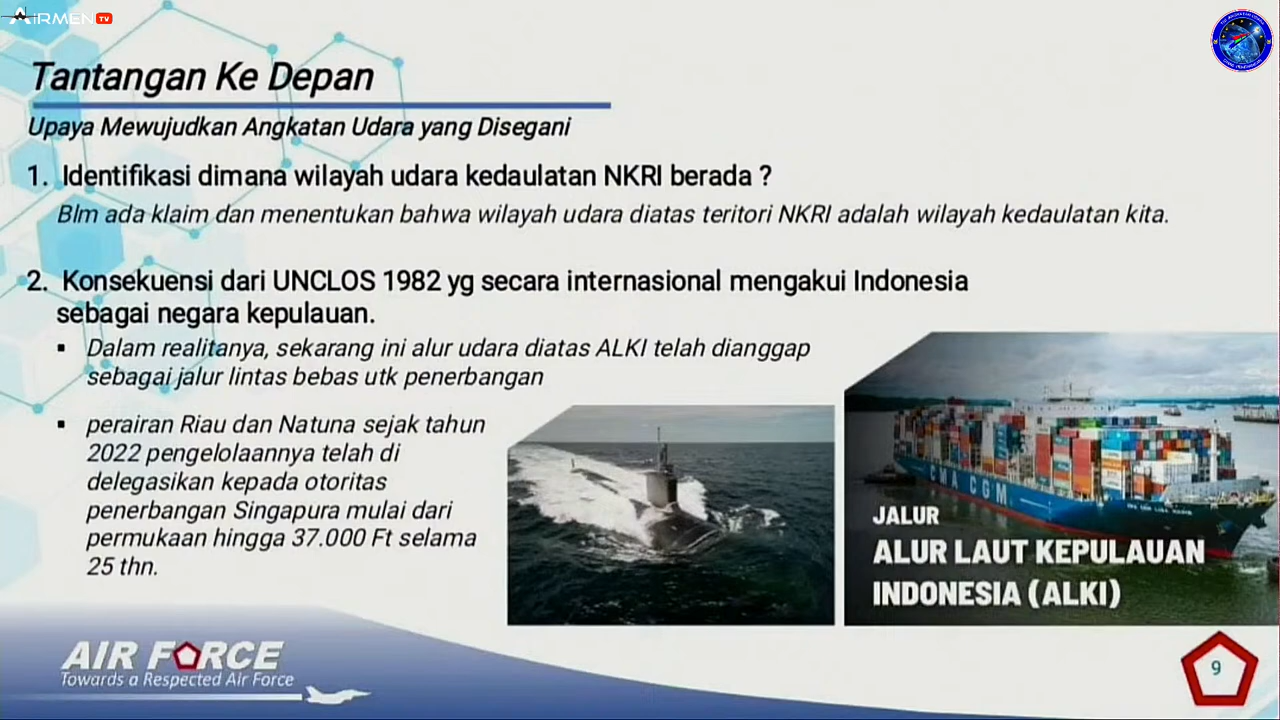 AiRMEN TV
Tantangan Ke Depan
Upaya Mewujudkan Angkatan Udara yang Disegani
1. Identifikasi dimana wilayah udara kedaulatan NKRI berada ?
Blm ada klaim dan menentukan bahwa wilayah udara diatas teritori NKRI adalah wilayah kedaulatan kita.
2. Konsekuensi dari UNCLOS 1982 yg secara internasional mengakui Indonesia
sebagai negara kepulauan.
▪ Dalam realitanya, sekarang ini alur udara diatas ALKI telah dianggap
sebagai jalur lintas bebas utk penerbangan
▪ perairan Riau dan Natuna sejak tahun
2022 pengelolaannya telah di
delegasikan kepada otoritas
penerbangan Singapura mulai dari
permukaan hingga 37.000 Ft selama
25 thn.
CMA CGM
JALUR
ALUR LAUT KEPULAUAN
INDONESIA (ALKI)
AIR FORCE
Towards a Respected Air Force
9